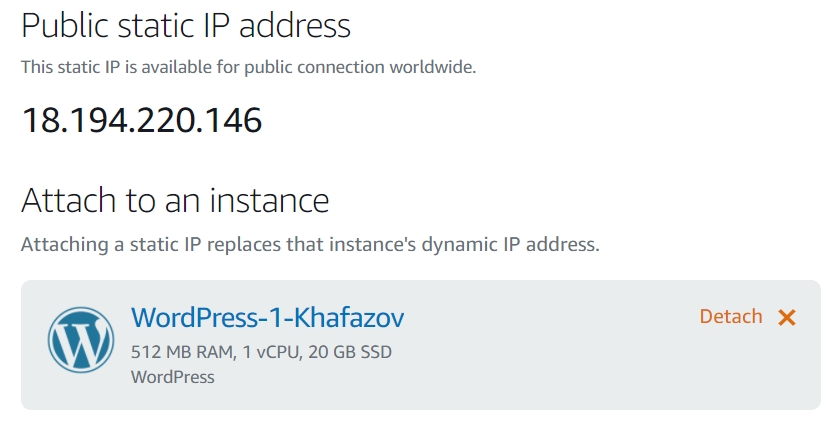 Public static IP address
This static IP is available for public connection worldwide.
18.194.220.146
Attach to an instance
Attaching a static IP replaces that instance's dynamic IP address.
WordPress-1-Khafazov
Detach ✕
512 MB RAM, 1 vCPU, 20 GB SSD
WordPress